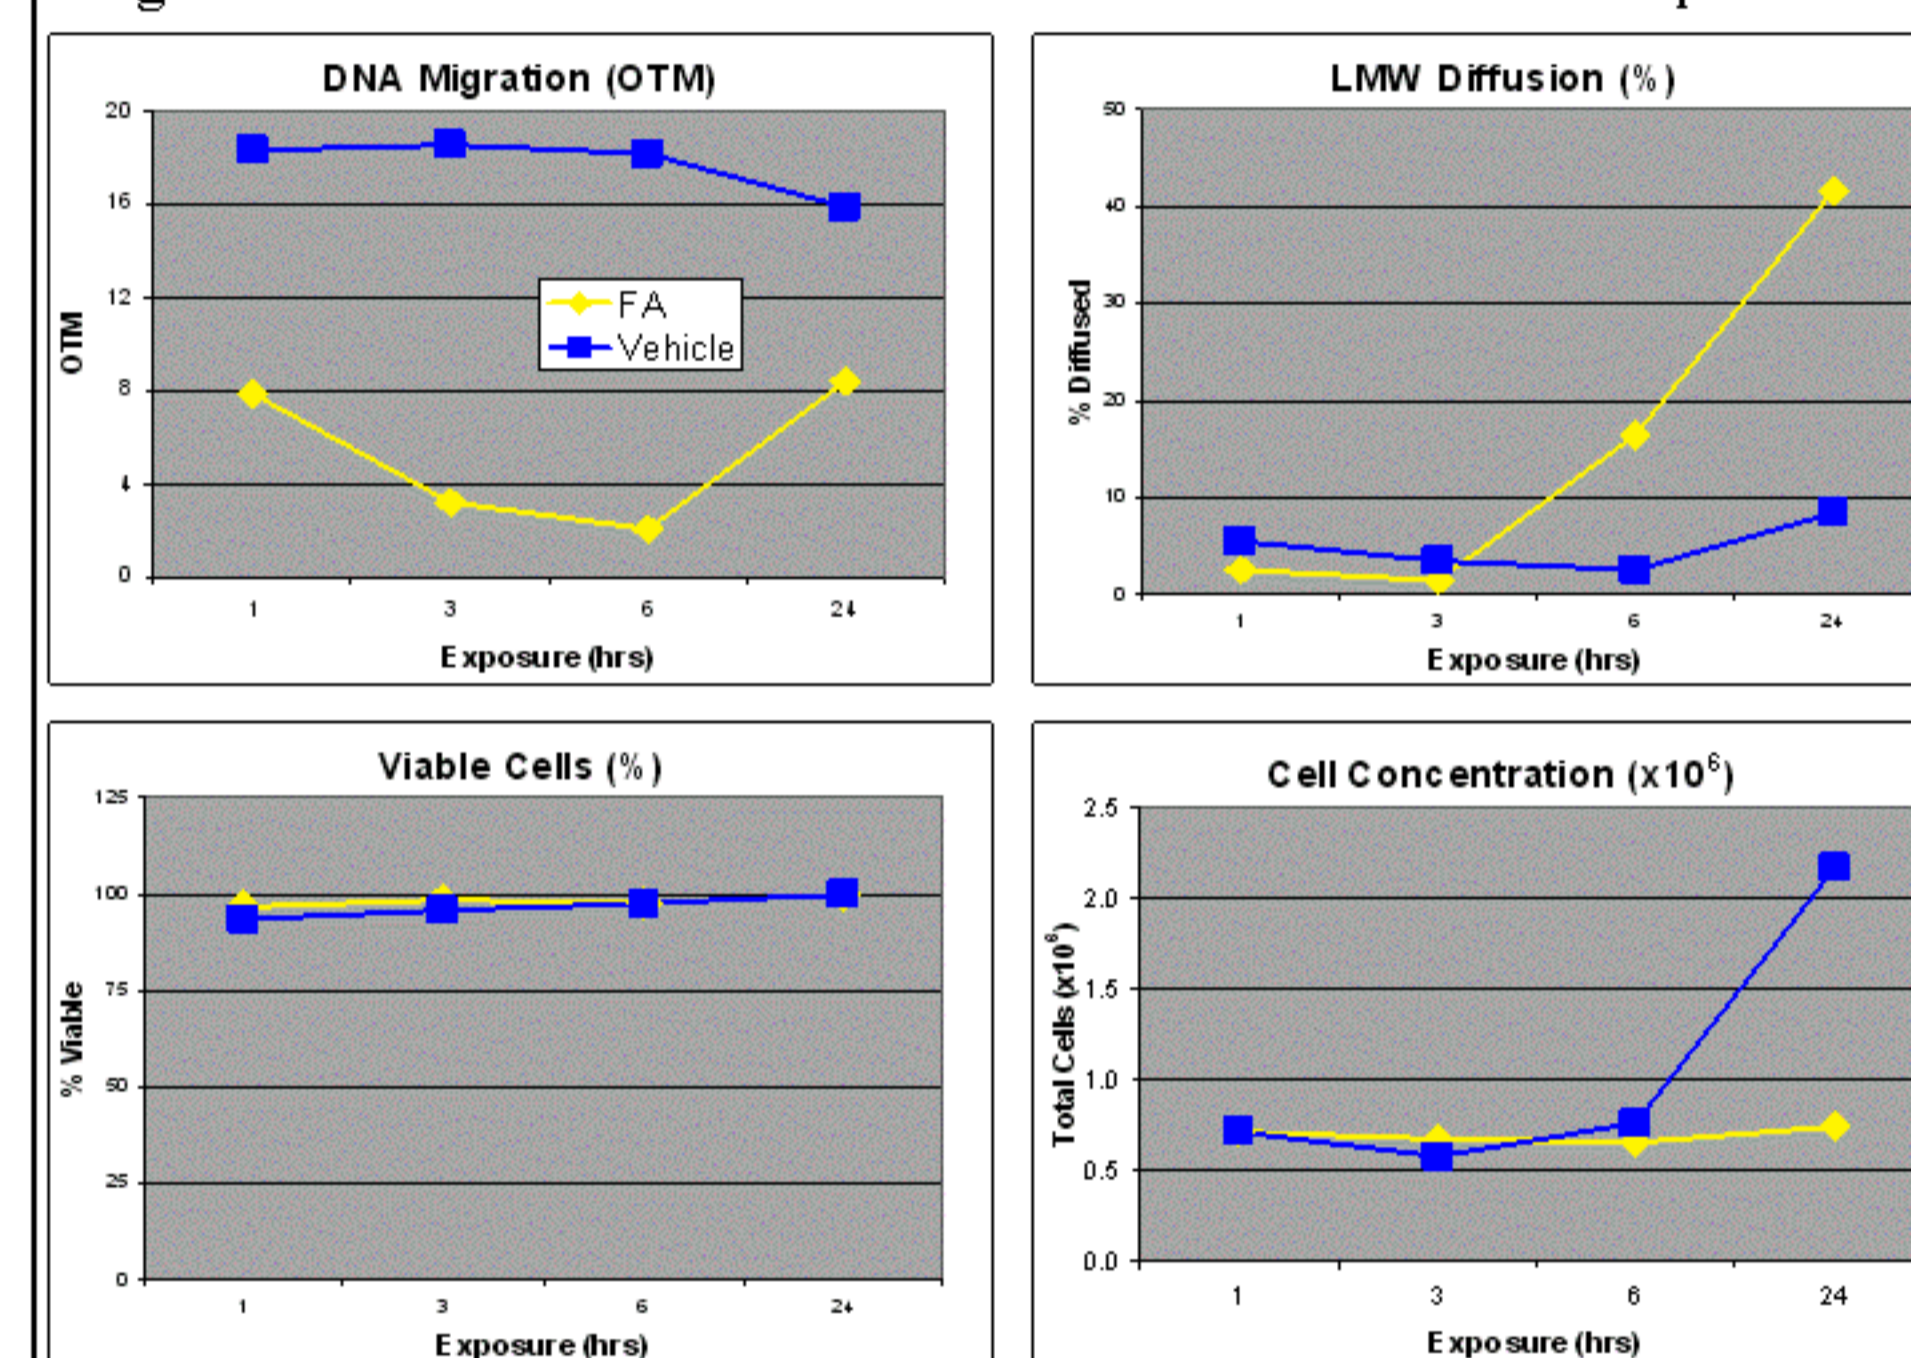 DNA Migration (OTM)
20
16
12
8
4
0
OTM
FA
Vehicle
1 3 6 24
Exposure (hrs)
LMW Diffusion (%)
50
40
30
20
10
0
% Diffused
1 3 6 24
Exposure (hrs)
Viable Cells (%)
125
100
75
50
25
0
% Viable
1 3 6 24
Exposure (hrs)
Cell Concentration (x10⁶)
2.5
2.0
1.5
1.0
0.5
0.0
Total Cells (x10⁶)
1 3 6 24
Exposure (hrs)